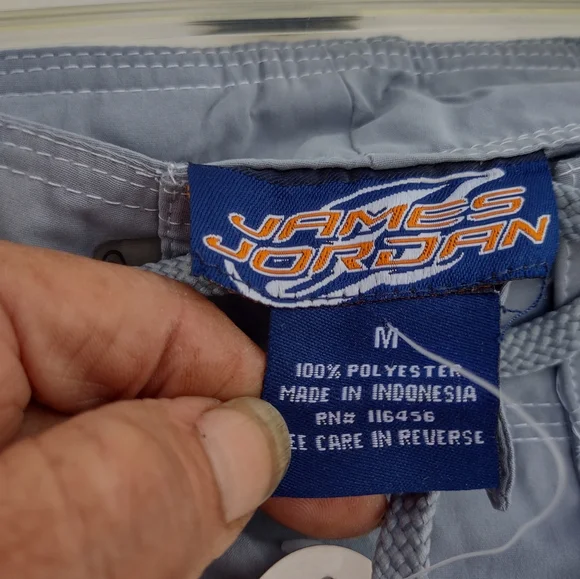 JAMES
JORDAN
M
100% POLYESTER
MADE IN INDONESIA
RN# 116456
EE CARE IN REVERSE